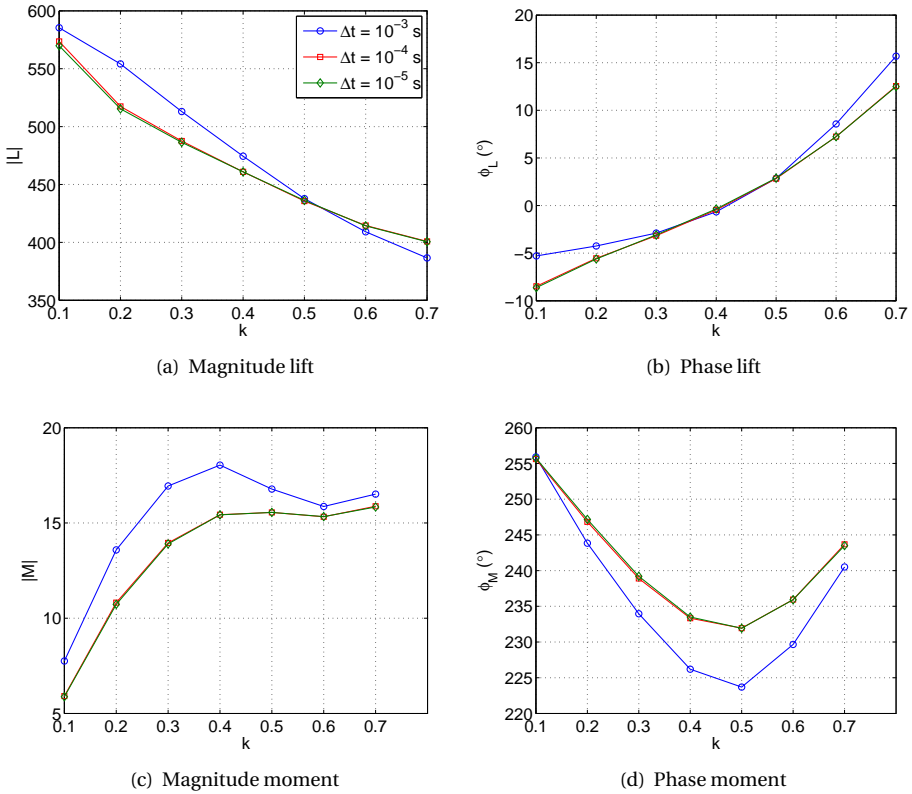 600
550
500
450
400
350
|L|
0.1 0.2 0.3 0.4 0.5 0.6 0.7
k
Δt = 10⁻³ s
Δt = 10⁻⁴ s
Δt = 10⁻⁵ s
(a) Magnitude lift
20
15
10
5
0
−5
−10
ϕ_L (°)
0.1 0.2 0.3 0.4 0.5 0.6 0.7
k
(b) Phase lift
20
15
10
5
|M|
0.1 0.2 0.3 0.4 0.5 0.6 0.7
k
(c) Magnitude moment
260
255
250
245
240
235
230
225
220
ϕ_M (°)
0.1 0.2 0.3 0.4 0.5 0.6 0.7
k
(d) Phase moment